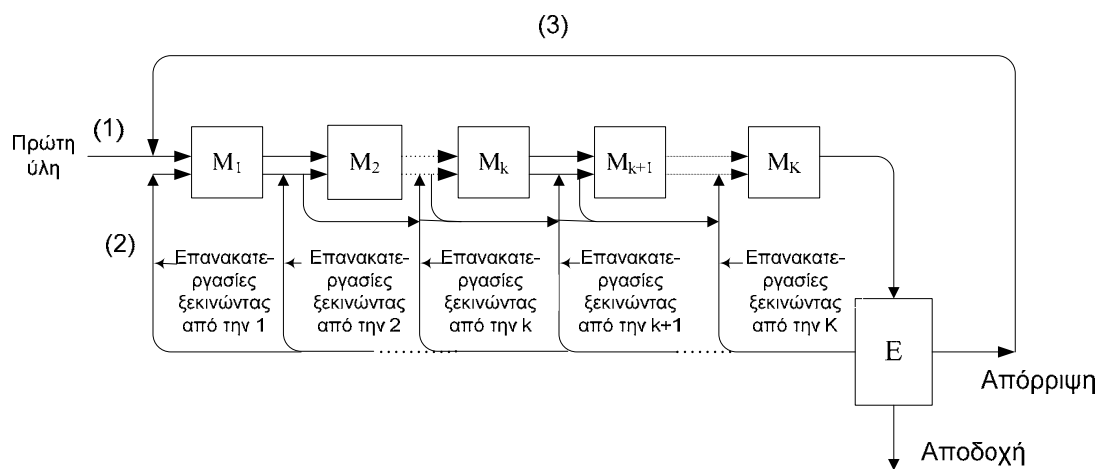 (3)
(1)
Πρώτη
ύλη
M1
M2
Mk
Mk+1
MK
(2)
Επανακατε-
ργασίες
ξεκινώντας
από την 1
Επανακατε-
ργασίες
ξεκινώντας
από την 2
Επανακατε-
ργασίες
ξεκινώντας
από την k
Επανακατε-
ργασίες
ξεκινώντας
από την k+1
Επανακατε-
ργασίες
ξεκινώντας
από την K
E
Απόρριψη
Αποδοχή